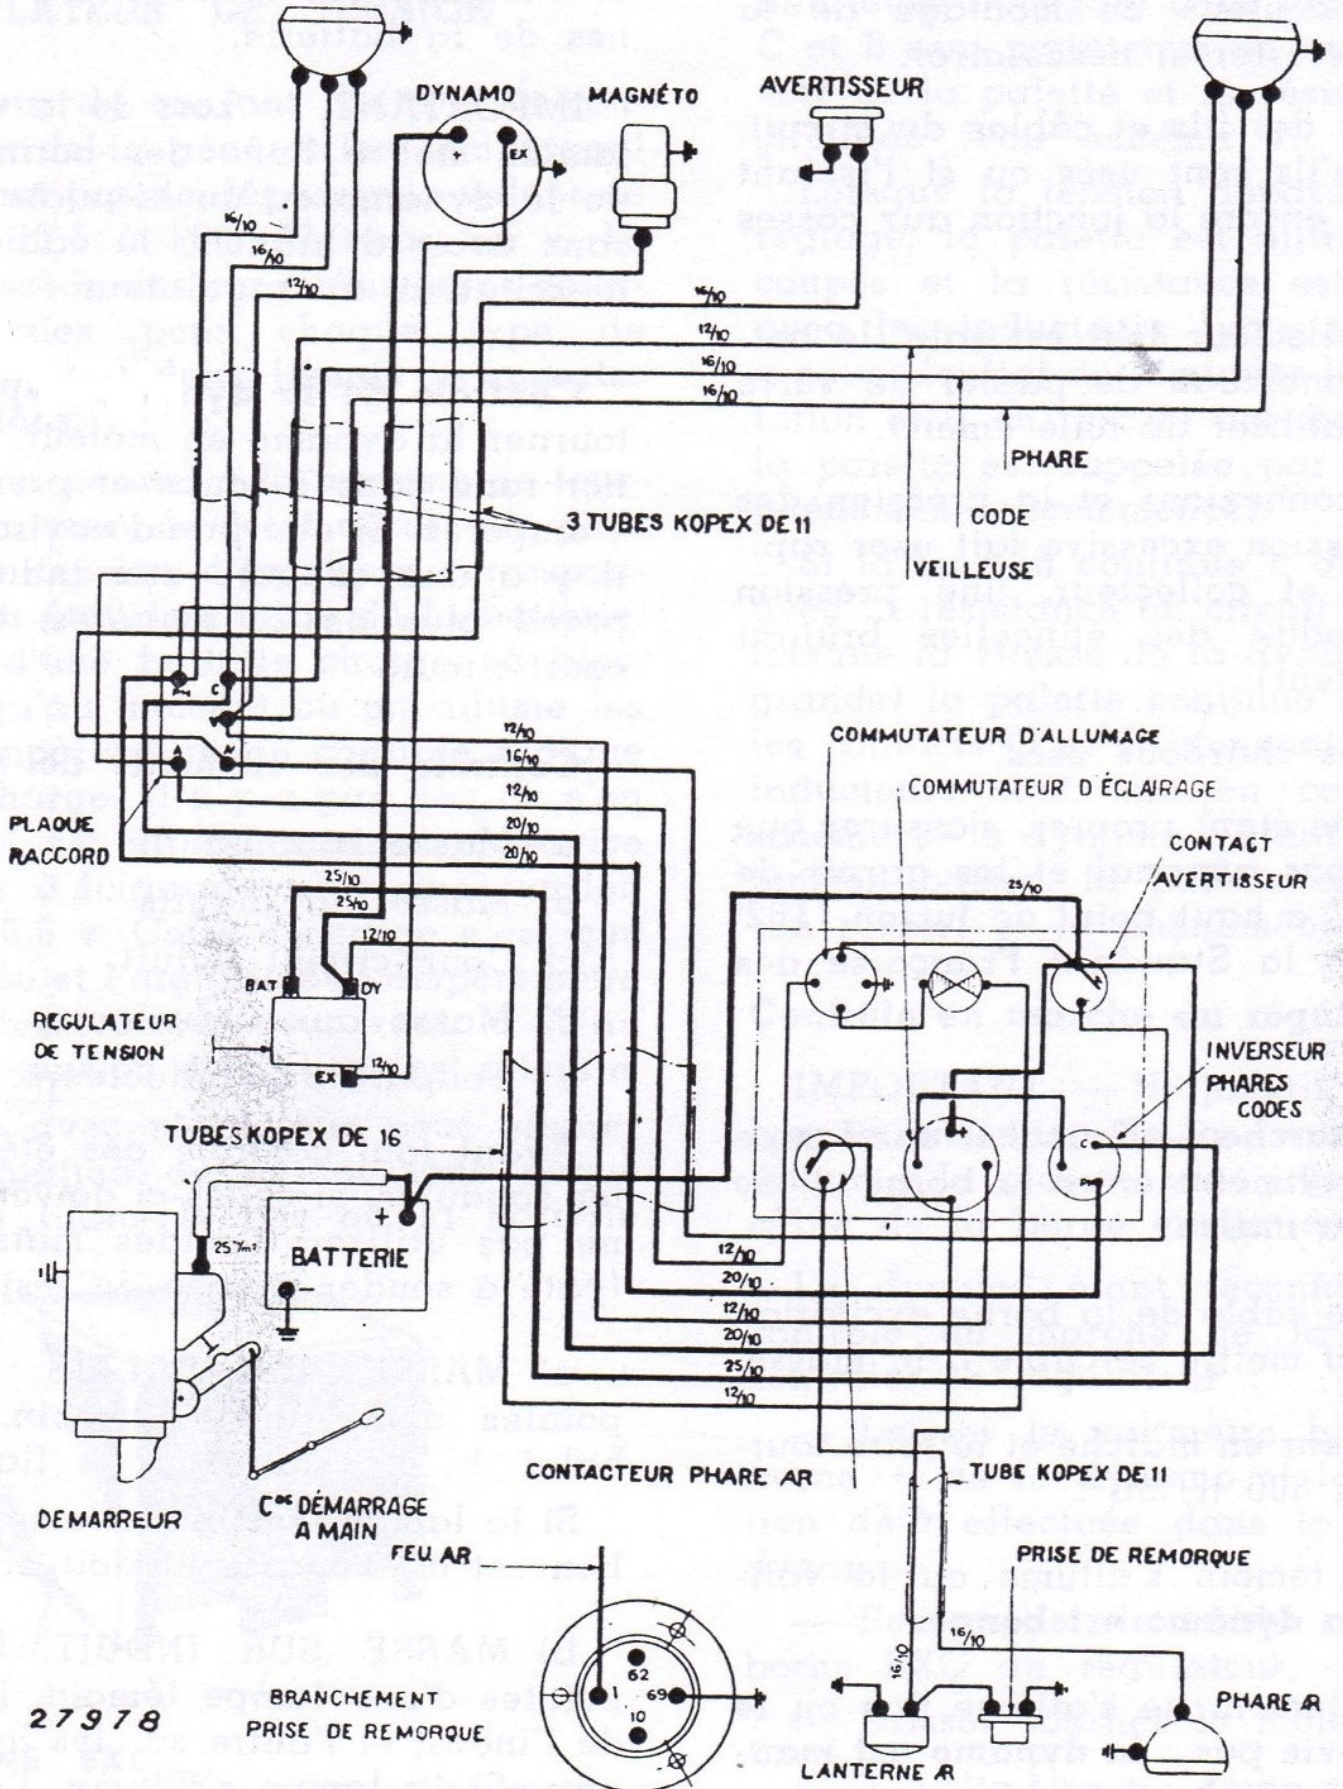 DYNAMO
MAGNÉTO
AVERTISSEUR
+
EX
16/10
16/10
12/10
16/10
12/10
16/10
16/10
PHARE
CODE
VEILLEUSE
3 TUBES KOPEX DE 11
C
12/10
16/10
12/10
20/10
20/10
25/10
25/10
12/10
PLAQUE
RACCORD
COMMUTATEUR D'ALLUMAGE
COMMUTATEUR D'ÉCLAIRAGE
CONTACT
AVERTISSEUR
25/10
BAT
DY
EX
12/10
REGULATEUR
DE TENSION
INVERSEUR
PHARES
CODES
TUBES KOPEX DE 16
+
C
PH
+
BATTERIE
25 m/m²
12/10
20/10
12/10
20/10
25/10
12/10
DEMARREUR
Cde DÉMARRAGE
A MAIN
CONTACTEUR PHARE AR
TUBE KOPEX DE 11
FEU AR
PRISE DE REMORQUE
16/10
16/10
62
1
69
10
BRANCHEMENT
PRISE DE REMORQUE
PHARE AR
LANTERNE AR
27978